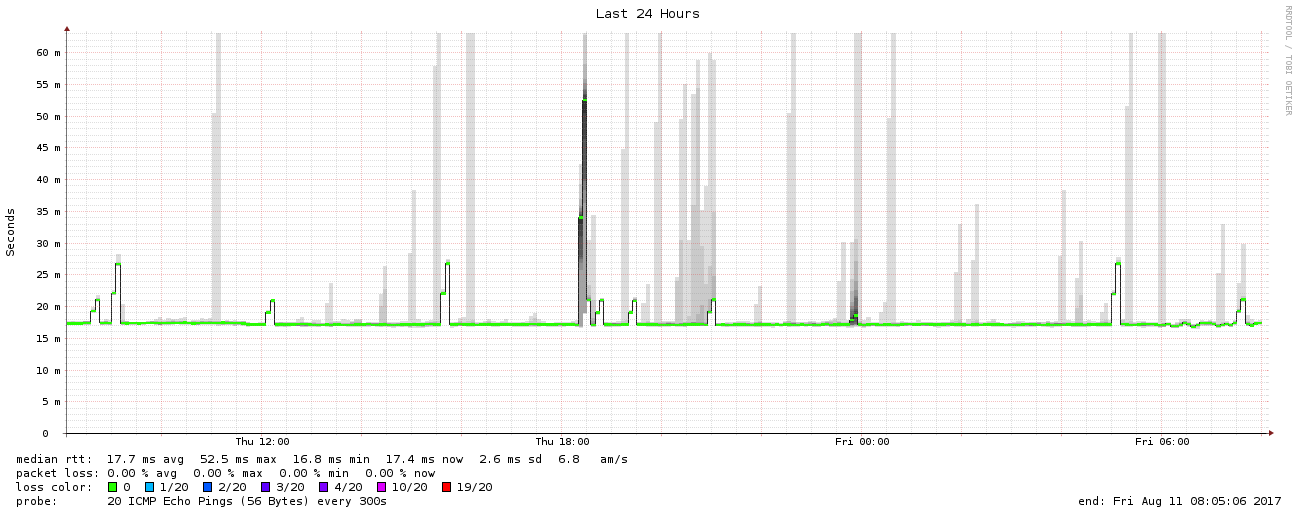 Last 24 Hours
RRDTOOL / TOBI OETIKER
Seconds
60 m
55 m
50 m
45 m
40 m
35 m
30 m
25 m
20 m
15 m
10 m
5 m
0
Thu 12:00 Thu 18:00 Fri 00:00 Fri 06:00
median rtt: 17.7 ms avg 52.5 ms max 16.8 ms min 17.4 ms now 2.6 ms sd 6.8 am/s
packet loss: 0.00 % avg 0.00 % max 0.00 % min 0.00 % now
loss color: 0 1/20 2/20 3/20 4/20 10/20 19/20
probe: 20 ICMP Echo Pings (56 Bytes) every 300s end: Fri Aug 11 08:05:06 2017